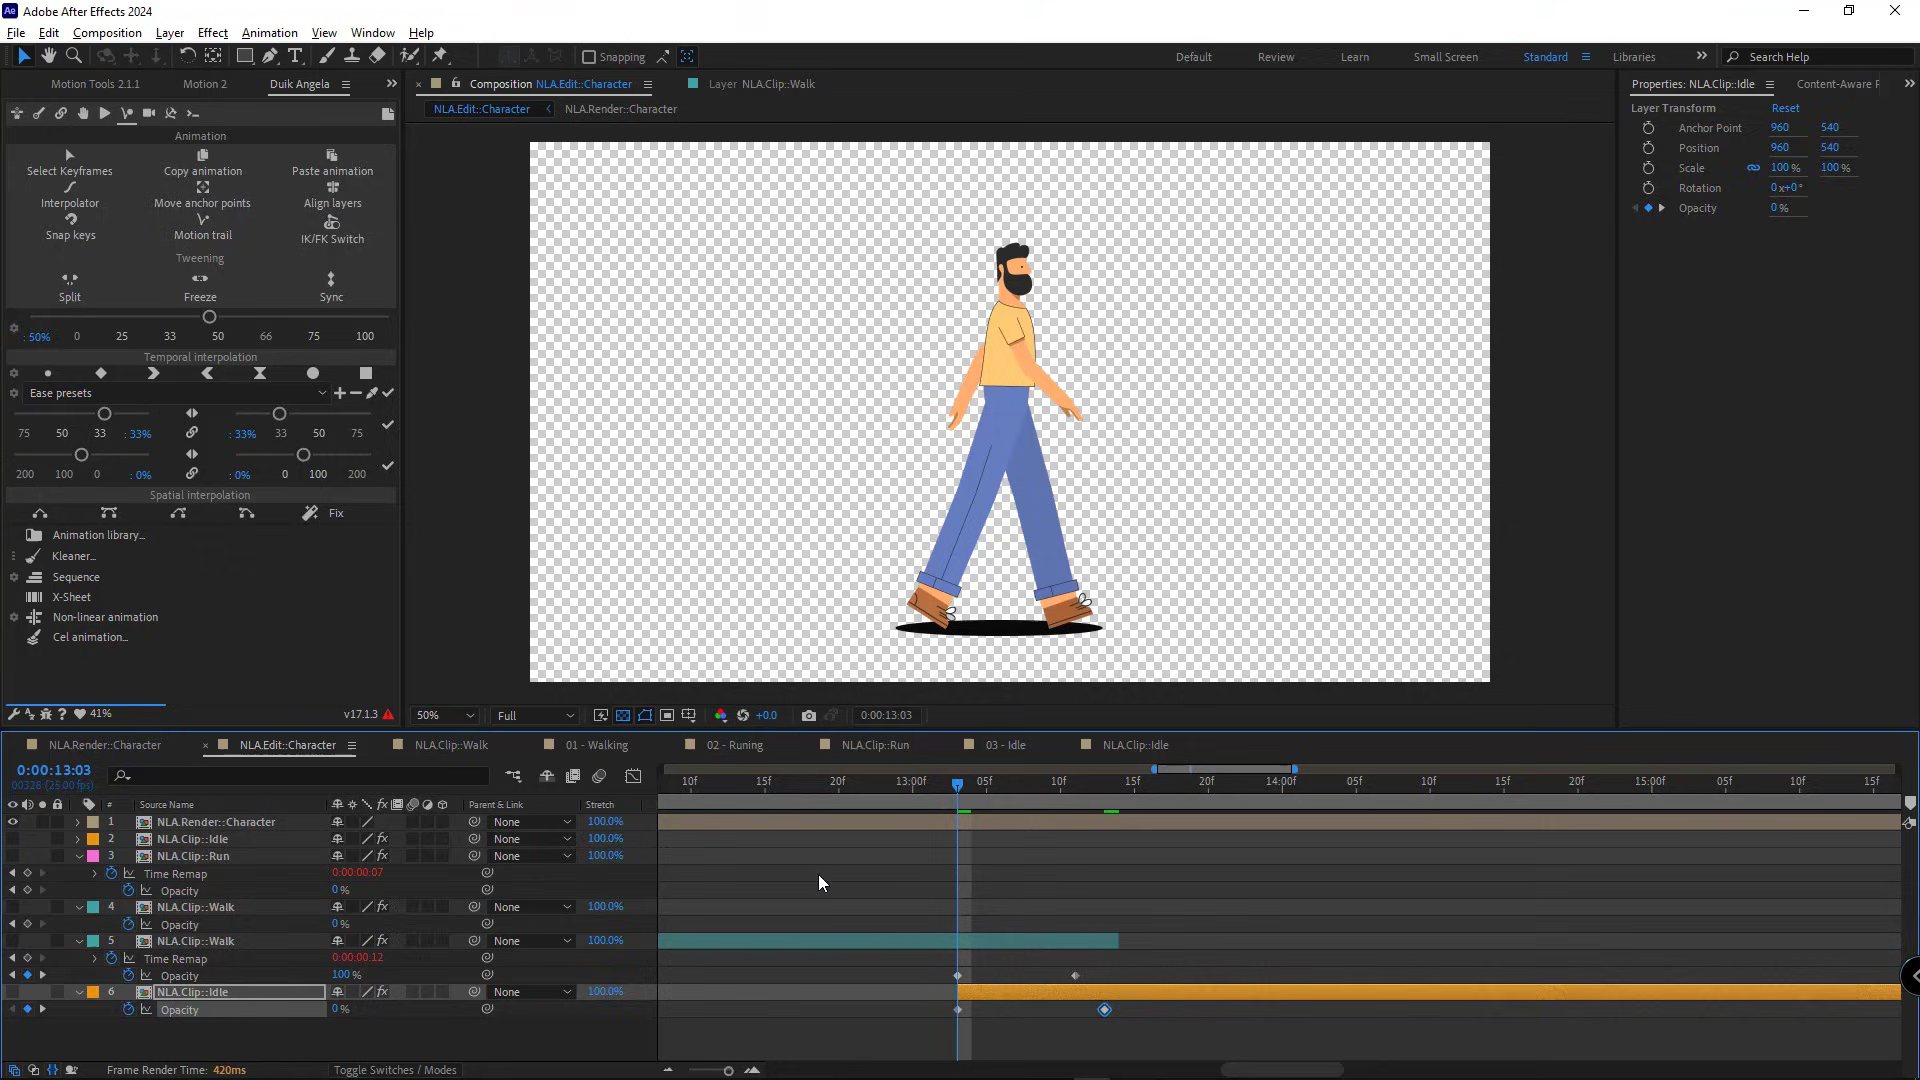 Adobe After Effects 2024
File Edit Composition Layer Effect Animation View Window Help
Snapping Default Review Learn Small Screen Standard Libraries Search Help
Motion Tools 2.1.1 Motion 2 Duik Angela
Composition NLA.Edit::Character Layer NLA.Clip::Walk
Properties: NLA.Clip::Idle Content-Aware F
NLA.Edit::Character NLA.Render::Character
Layer Transform Reset
Anchor Point 960 540
Position 960 540
Scale 100 % 100 %
Rotation 0x+0°
Opacity 0 %
Animation
Select Keyframes Copy animation Paste animation
Interpolator Move anchor points Align layers
Snap keys Motion trail IK/FK Switch
Tweening
Split Freeze Sync
: 50% 0 25 33 50 66 75 100
Temporal interpolation
Ease presets
75 50 33 : 33% : 33% 33 50 75
200 100 0 : 0% : 0% 0 100 200
Spatial interpolation
Fix
Animation library...
Kleaner...
Sequence
X-Sheet
Non-linear animation
Cel animation...
41% v17.1.3
50% Full +0.0 0:00:13:03
NLA.Render::Character NLA.Edit::Character NLA.Clip::Walk 01 - Walking 02 - Runing NLA.Clip::Run 03 - Idle NLA.Clip::Idle
0:00:13:03
00328 (25.00 fps)
10f 15f 20f 13:00f 05f 10f 15f 20f 14:00f 05f 10f 15f 20f 15:00f 05f 10f 15f
# Source Name Parent & Link Stretch
1 NLA.Render::Character None 100.0%
2 NLA.Clip::Idle None 100.0%
3 NLA.Clip::Run None 100.0%
Time Remap 0:00:00:07
Opacity 0 %
4 NLA.Clip::Walk None 100.0%
Opacity 0 %
5 NLA.Clip::Walk None 100.0%
Time Remap 0:00:00:12
Opacity 100 %
6 NLA.Clip::Idle None 100.0%
Opacity 0 %
Frame Render Time: 420ms Toggle Switches / Modes